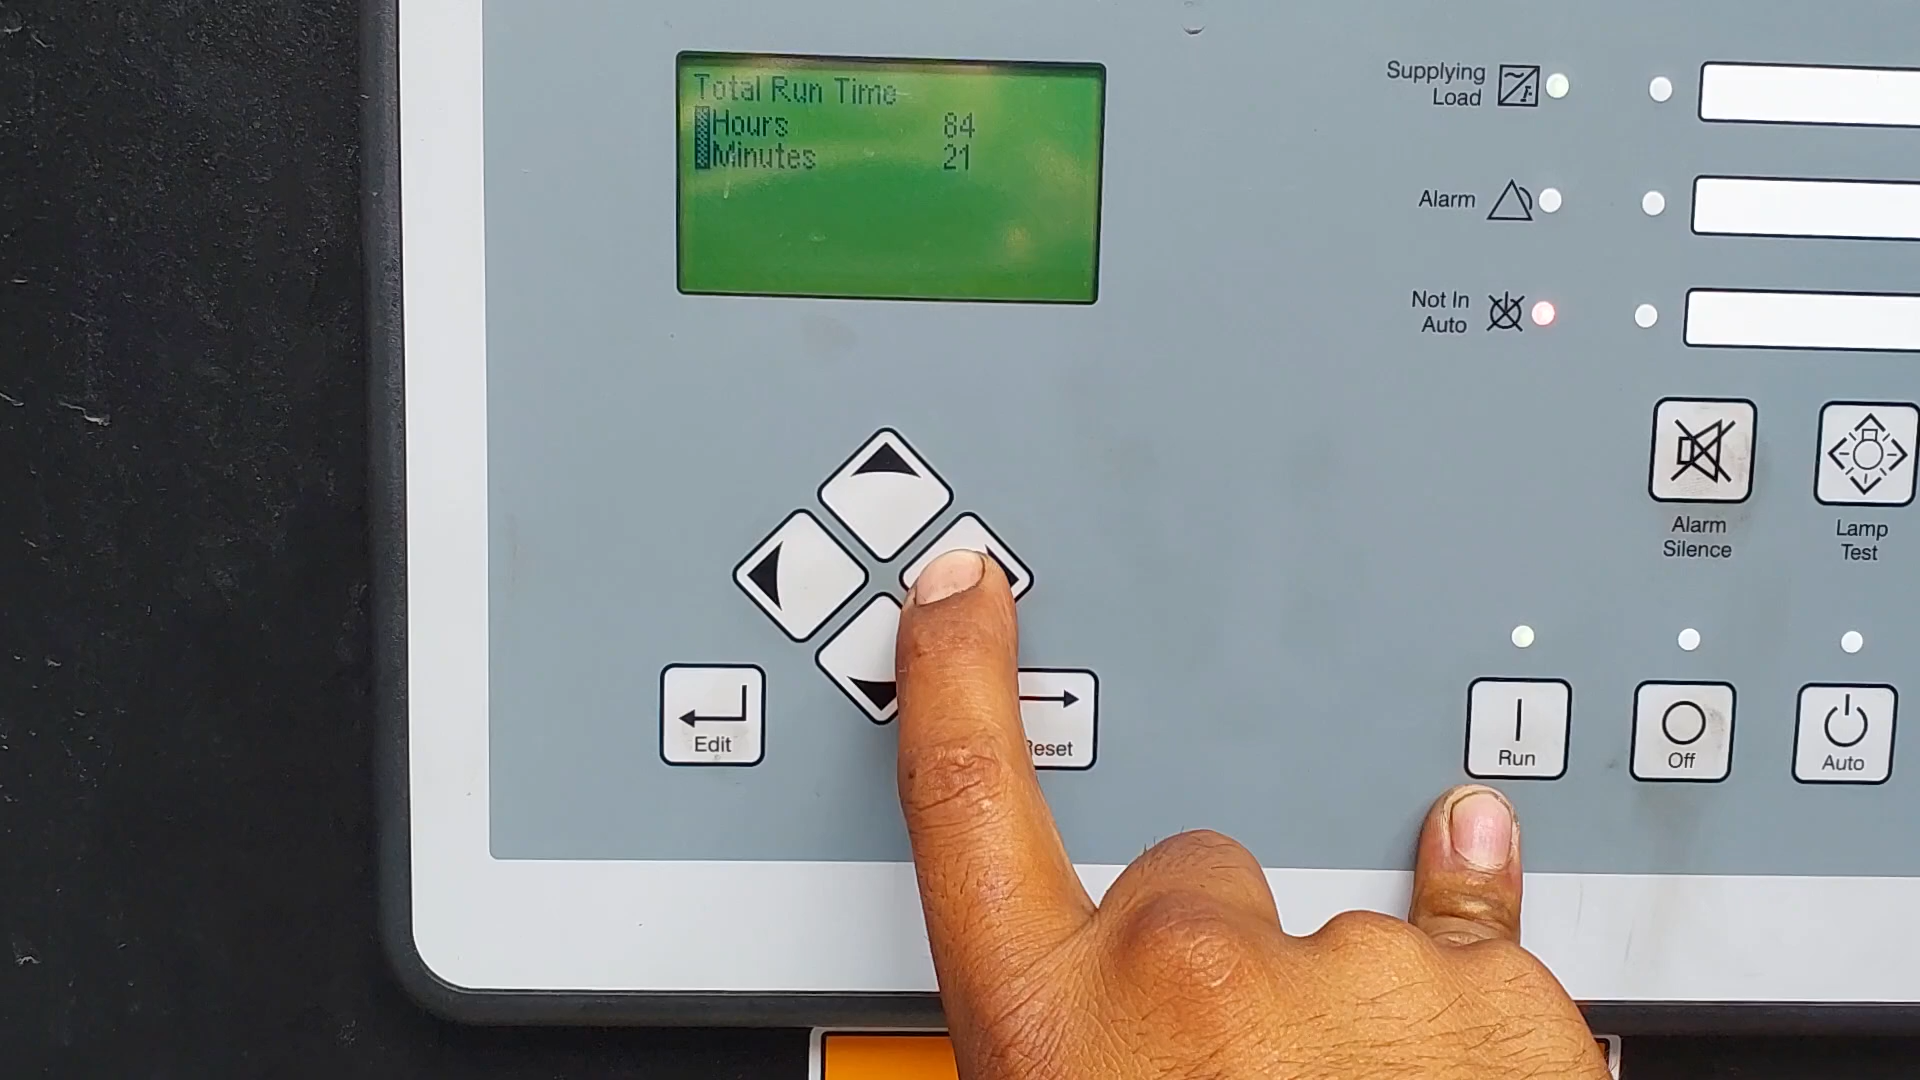 Total Run Time
Hours 84
Minutes 21
Supplying
Load
Alarm
Not In
Auto
Alarm
Silence
Lamp
Test
Edit
Reset
Run
Off
Auto